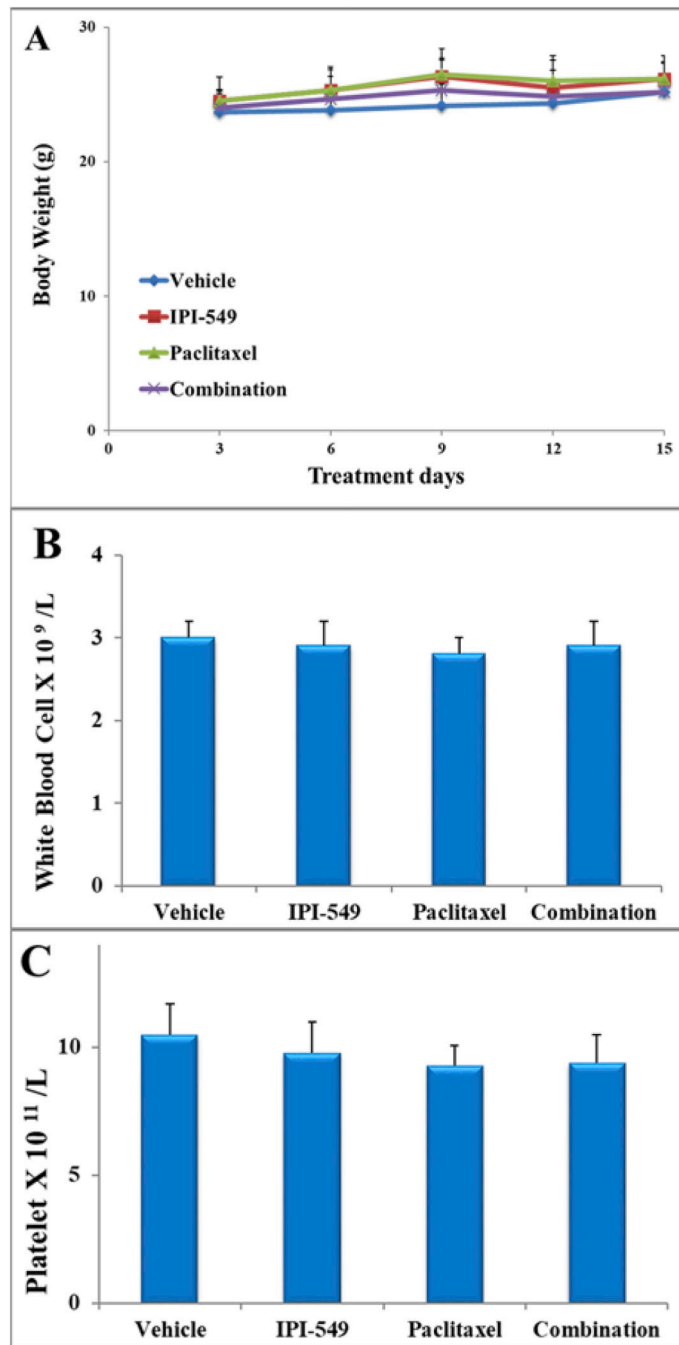 A
30
20
10
0
Body Weight (g)
Vehicle
IPI-549
Paclitaxel
Combination
0 3 6 9 12 15
Treatment days
B
4
3
2
1
0
White Blood Cell X 10 9 /L
Vehicle IPI-549 Paclitaxel Combination
C
10
5
0
Platelet X 10 11 /L
Vehicle IPI-549 Paclitaxel Combination